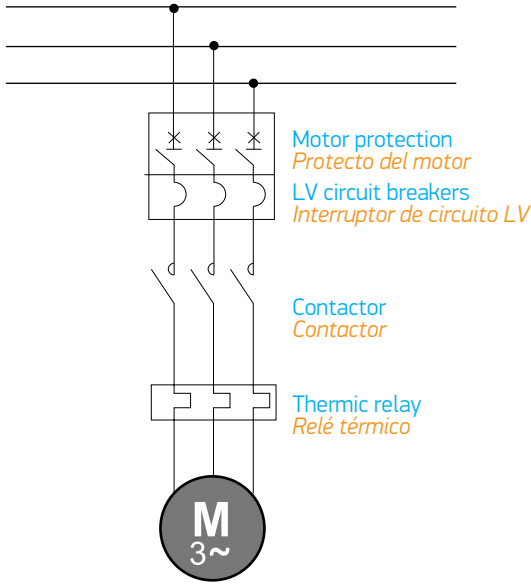 Motor protection
Protecto del motor
LV circuit breakers
Interruptor de circuito LV
Contactor
Contactor
Thermic relay
Relé térmico
M
3~